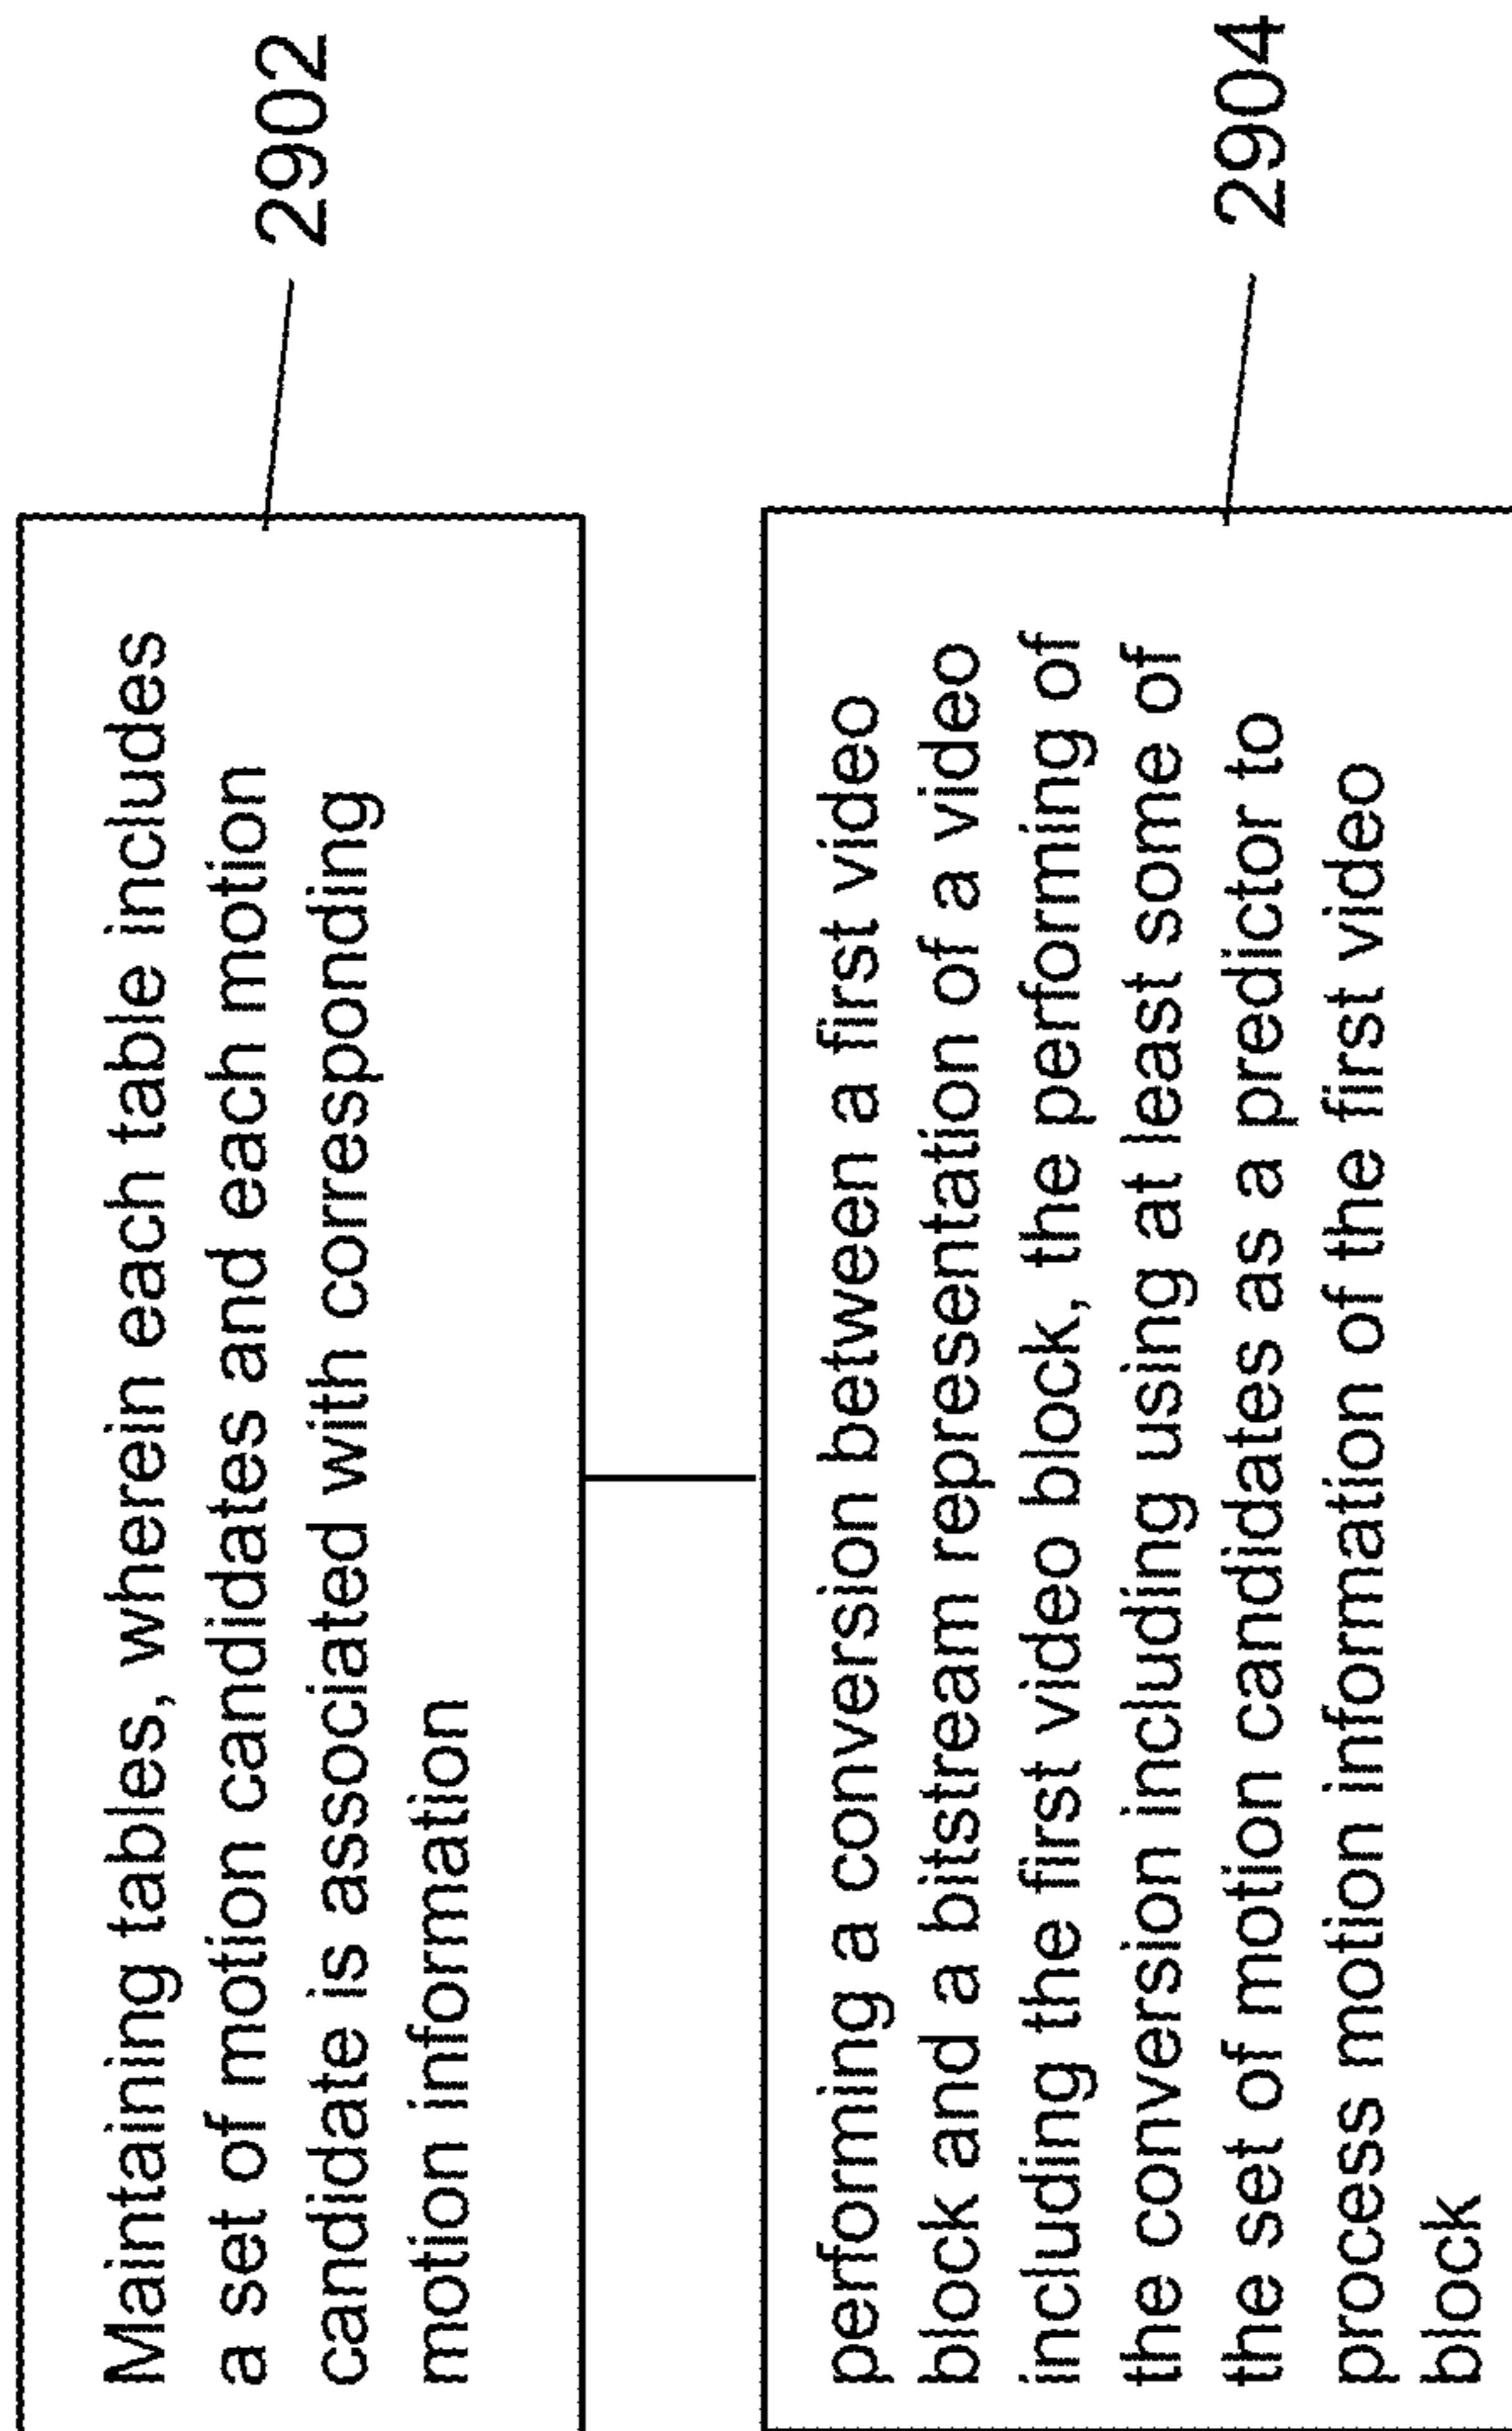 Maintaining tables, wherein each table includes
a set of motion candidates and each motion
candidate is associated with corresponding
motion information
2902
performing a conversion between a first video
block and a bitstream representation of a video
including the first video block, the performing of
the conversion including using at least some of
the set of motion candidates as a predictor to
process motion information of the first video
block
2904